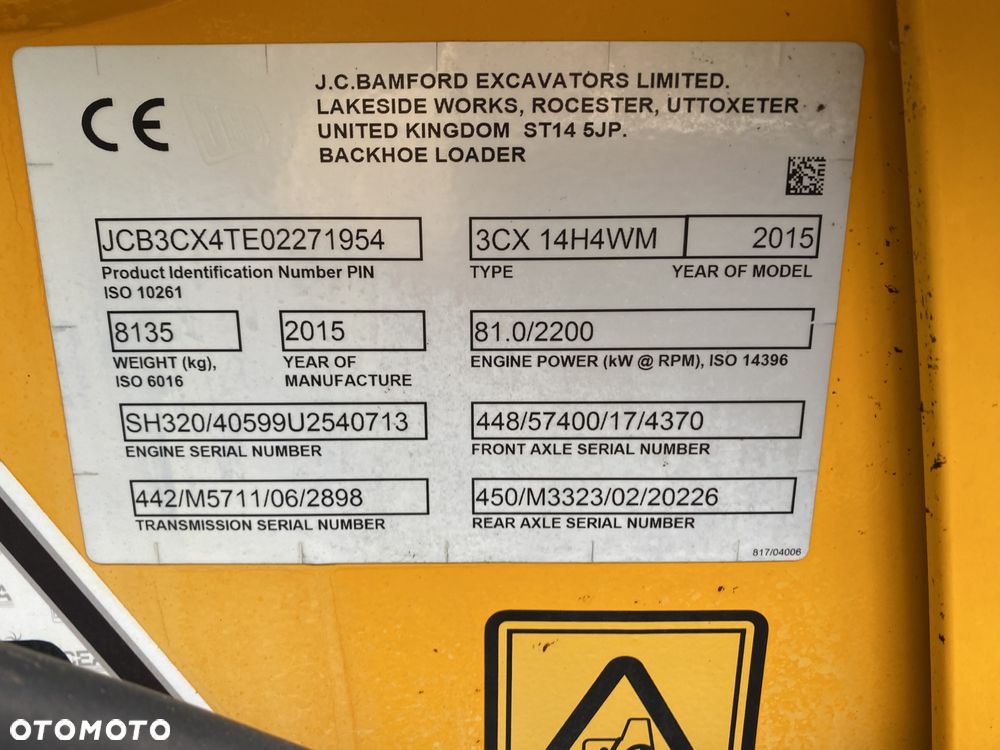 CE
J.C.BAMFORD EXCAVATORS LIMITED.
LAKESIDE WORKS, ROCESTER, UTTOXETER
UNITED KINGDOM ST14 5JP.
BACKHOE LOADER
JCB3CX4TE02271954
Product Identification Number PIN
ISO 10261
3CX 14H4WM 2015
TYPE YEAR OF MODEL
8135
WEIGHT (kg),
ISO 6016
2015
YEAR OF
MANUFACTURE
81.0/2200
ENGINE POWER (kW @ RPM), ISO 14396
SH320/40599U2540713
ENGINE SERIAL NUMBER
448/57400/17/4370
FRONT AXLE SERIAL NUMBER
442/M5711/06/2898
TRANSMISSION SERIAL NUMBER
450/M3323/02/20226
REAR AXLE SERIAL NUMBER
817/04006
OTOMOTO